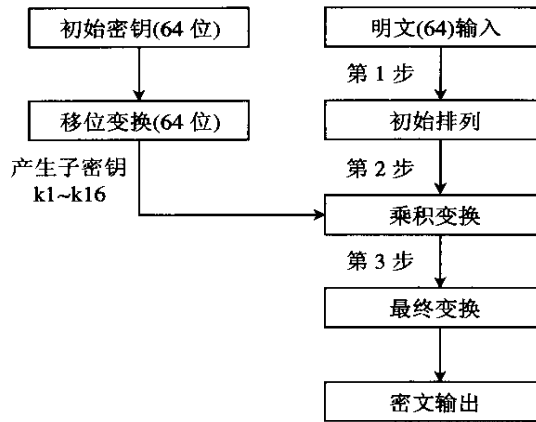 初始密钥(64 位)
移位变换(64 位)
产生子密钥
k1~k16
明文(64)输入
第 1 步
初始排列
第 2 步
乘积变换
第 3 步
最终变换
密文输出